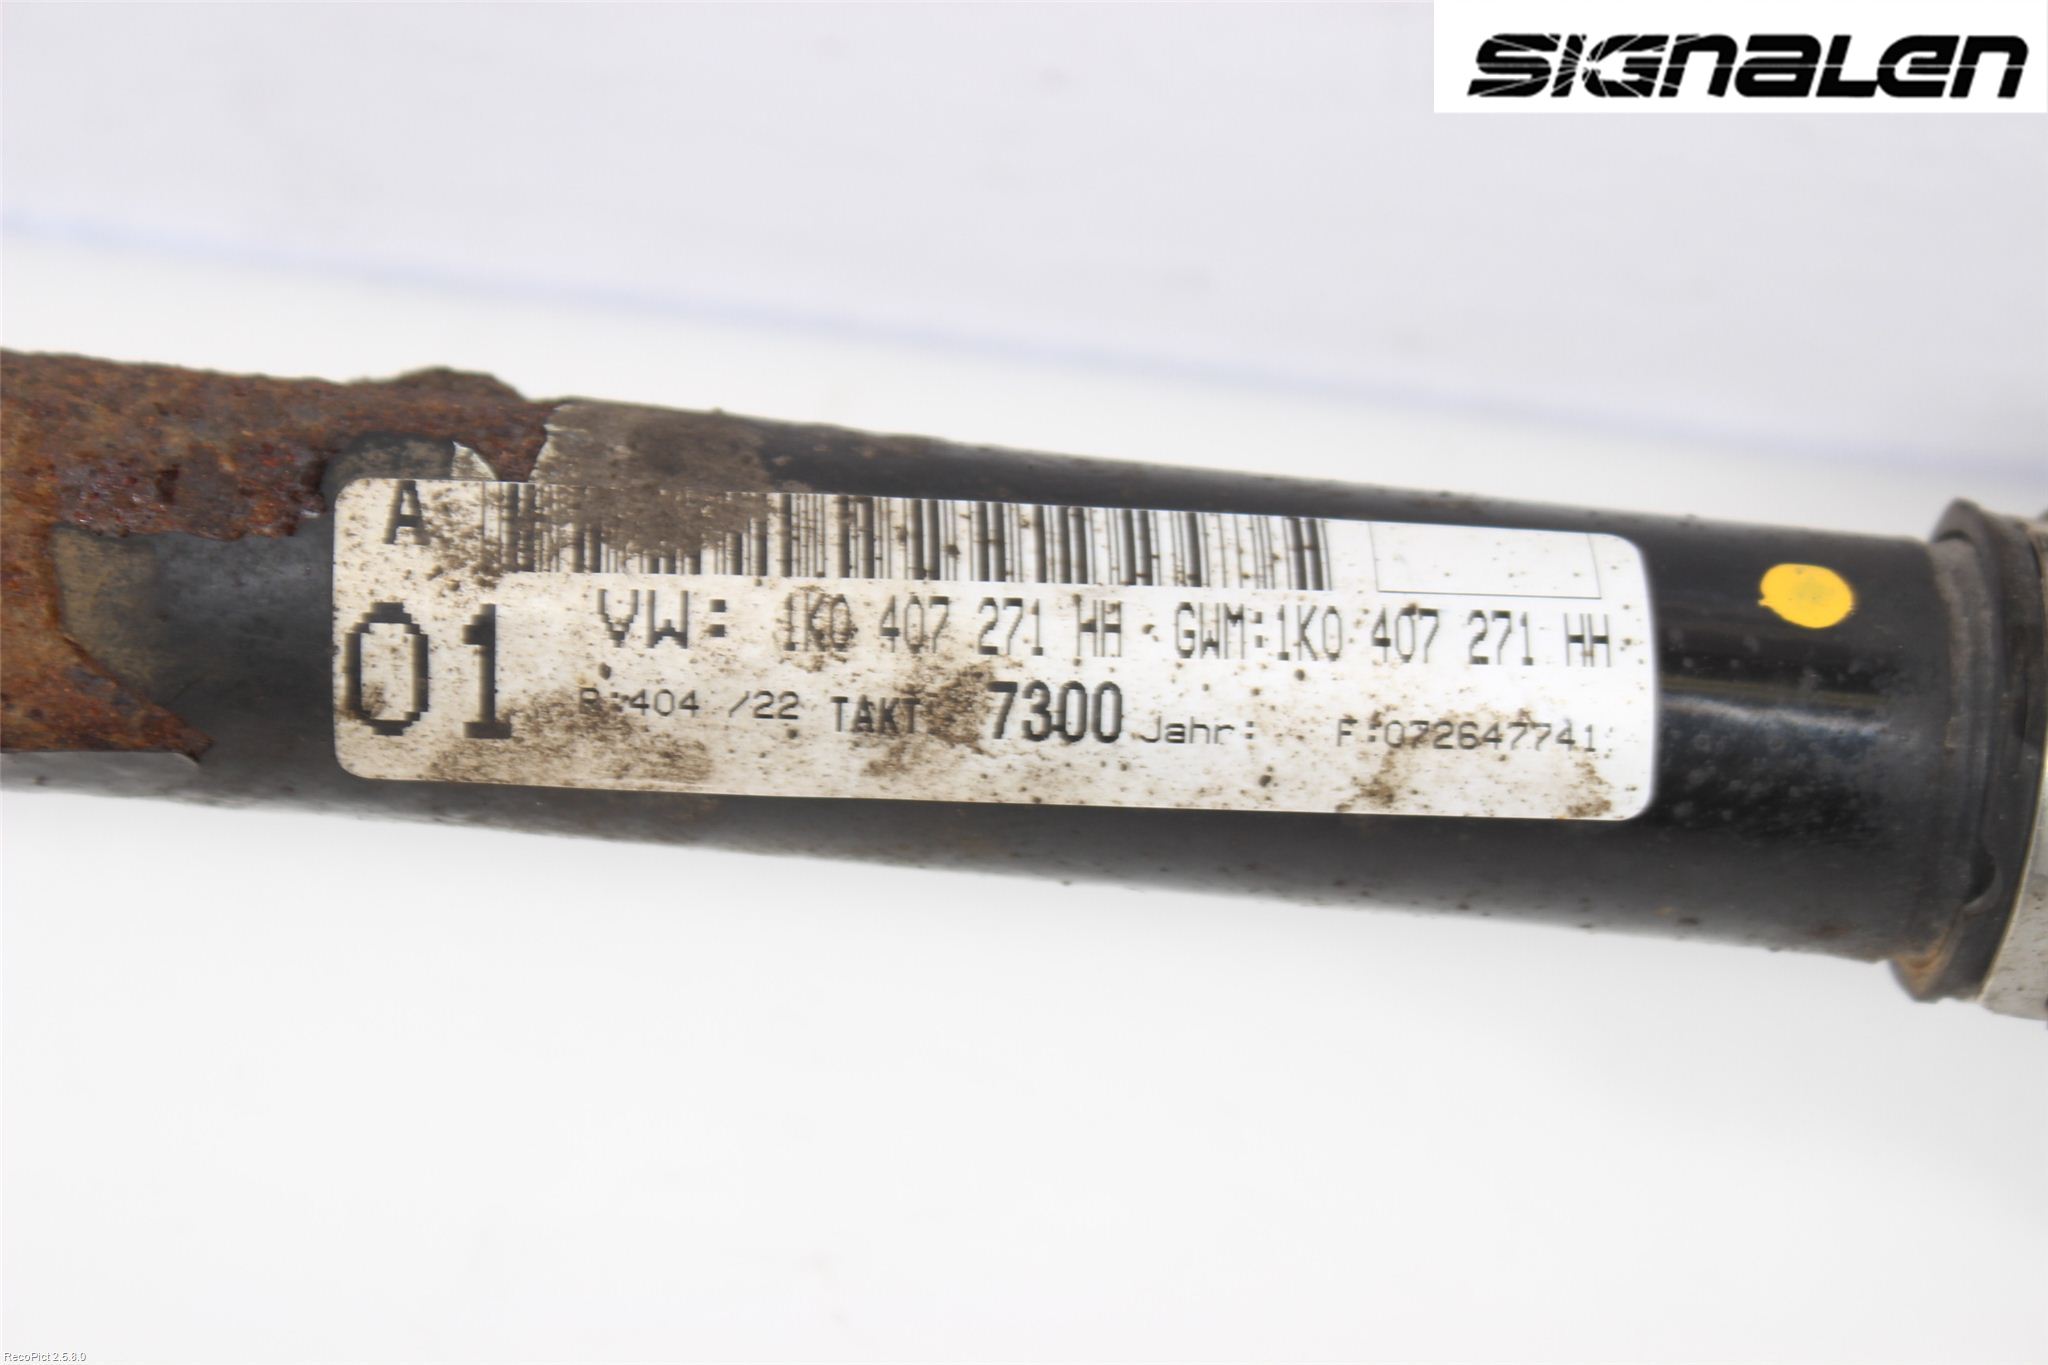 SIGNALEN
A
01
VW: 1K0 407 271 HH GWM:1K0 407 271 HH
R:404 /22 TAKT: 7300 Jahr: F:072647741
RecoPict 2.5.8.0